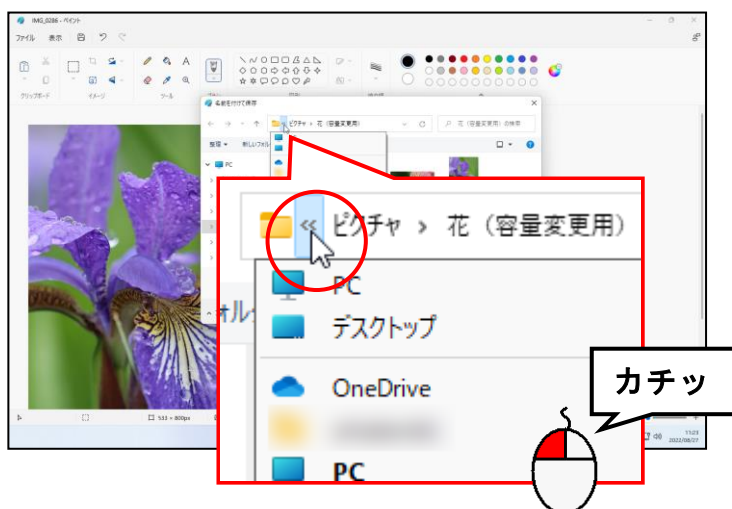 IMG_0286 - ペイント
ファイル 表示
クリップボード イメージ ツール 図形
名前を付けて保存
ピクチャ > 花（容量変更用）
花（容量変更用）の検索
整理 新しいフォル
PC
« ピクチャ > 花（容量変更用）
PC
デスクトップ
OneDrive
PC
カチッ
533 × 800px
11:23
2022/08/27